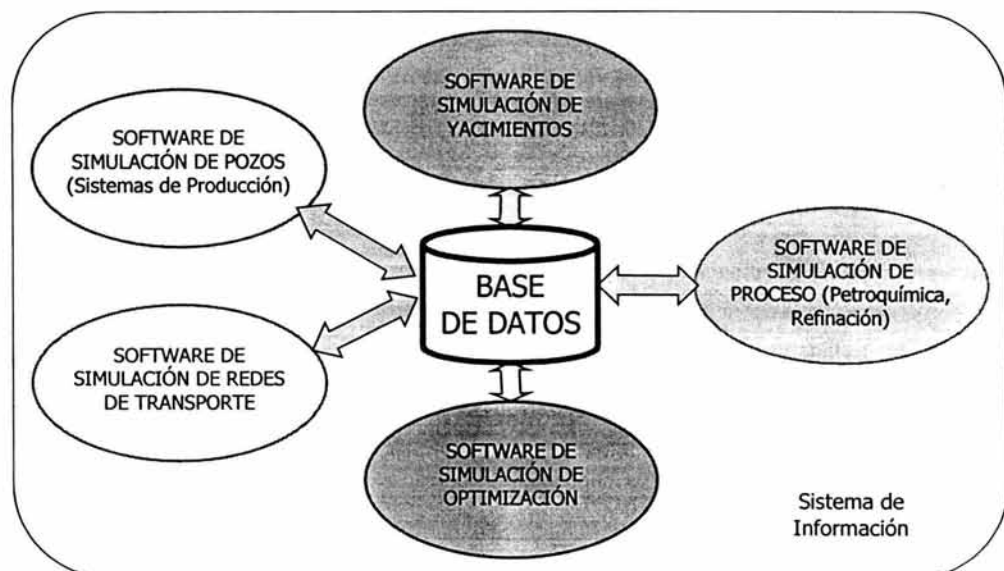 SOFTWARE DE
SIMULACIÓN DE
YACIMIENTOS
SOFTWARE DE
SIMULACIÓN DE POZOS
(Sistemas de Producción)
SOFTWARE DE
SIMULACIÓN DE
PROCESO (Petroquímica,
Refinación)
BASE
DE DATOS
SOFTWARE DE
SIMULACIÓN DE REDES
DE TRANSPORTE
SOFTWARE DE
SIMULACIÓN DE
OPTIMIZACIÓN
Sistema de
Información